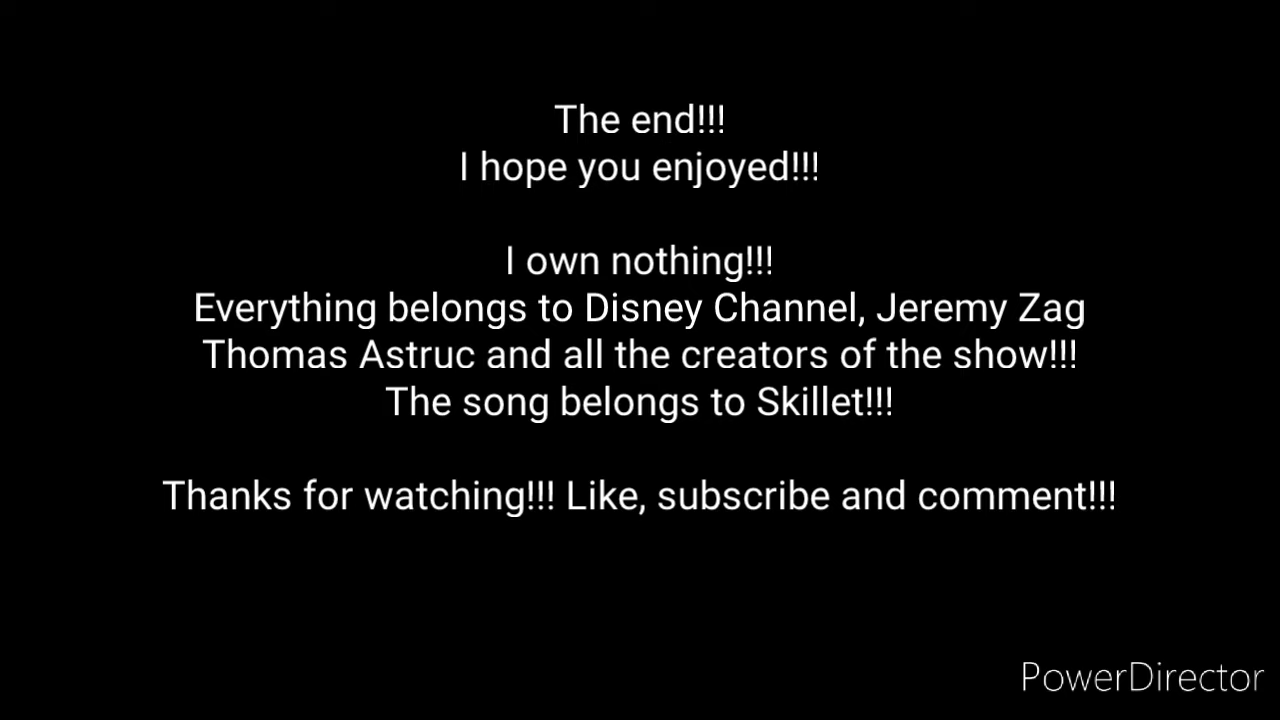 The end!!!
I hope you enjoyed!!!
I own nothing!!!
Everything belongs to Disney Channel, Jeremy Zag
Thomas Astruc and all the creators of the show!!!
The song belongs to Skillet!!!
Thanks for watching!!! Like, subscribe and comment!!!
PowerDirector